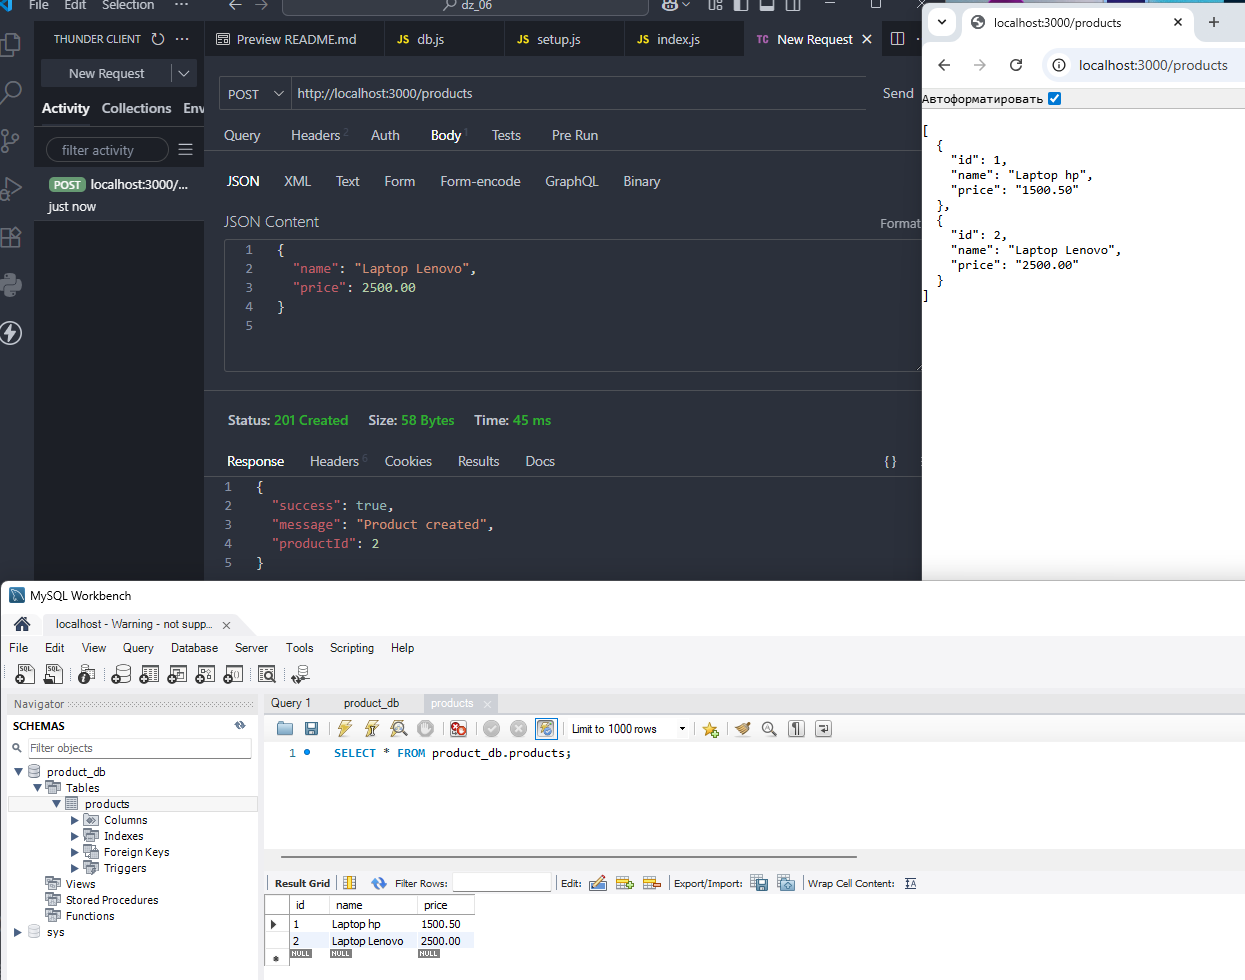 File Edit Selection ··· dz_06
THUNDER CLIENT ···
New Request
Activity Collections Env
filter activity
POST localhost:3000/...
just now
Preview README.md JS db.js JS setup.js JS index.js TC New Request
POST http://localhost:3000/products Send
Query Headers 2 Auth Body 1 Tests Pre Run
JSON XML Text Form Form-encode GraphQL Binary
JSON Content Format
1 {
2 "name": "Laptop Lenovo",
3 "price": 2500.00
4 }
5
Status: 201 Created Size: 58 Bytes Time: 45 ms
Response Headers 6 Cookies Results Docs { }
1 {
2 "success": true,
3 "message": "Product created",
4 "productId": 2
5 }
localhost:3000/products
localhost:3000/products
Автоформатировать
[
{
"id": 1,
"name": "Laptop hp",
"price": "1500.50"
},
{
"id": 2,
"name": "Laptop Lenovo",
"price": "2500.00"
}
]
MySQL Workbench
localhost - Warning - not supp...
File Edit View Query Database Server Tools Scripting Help
Navigator
SCHEMAS
Filter objects
product_db
Tables
products
Columns
Indexes
Foreign Keys
Triggers
Views
Stored Procedures
Functions
sys
Query 1 product_db products
Limit to 1000 rows
1 SELECT * FROM product_db.products;
Result Grid Filter Rows: Edit: Export/Import: Wrap Cell Content:
id name price
1 Laptop hp 1500.50
2 Laptop Lenovo 2500.00
NULL NULL NULL